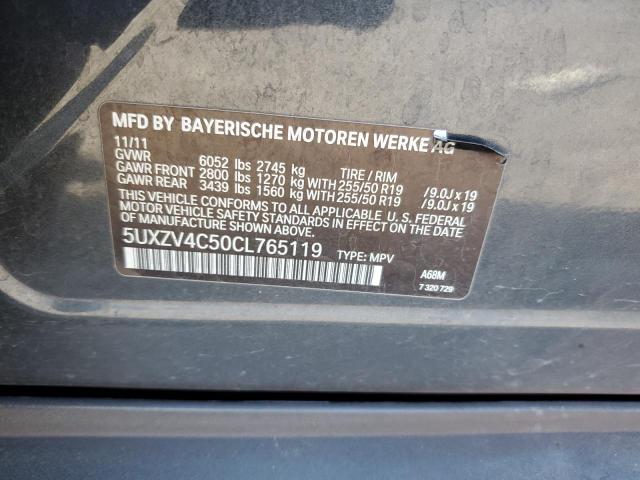 MFD BY BAYERISCHE MOTOREN WERKE AG
11/11
GVWR 6052 lbs 2745 kg TIRE / RIM
GAWR FRONT 2800 lbs 1270 kg WITH 255/50 R19 /9.0J x 19
GAWR REAR 3439 lbs 1560 kg WITH 255/50 R19 /9.0J x 19
THIS VEHICLE CONFORMS TO ALL APPLICABLE U.S. FEDERAL
MOTOR VEHICLE SAFETY STANDARDS IN EFFECT ON THE DATE
OF MANUFACTURE SHOWN ABOVE.
5UXZV4C50CL765119 TYPE: MPV
A68M
7 320 729